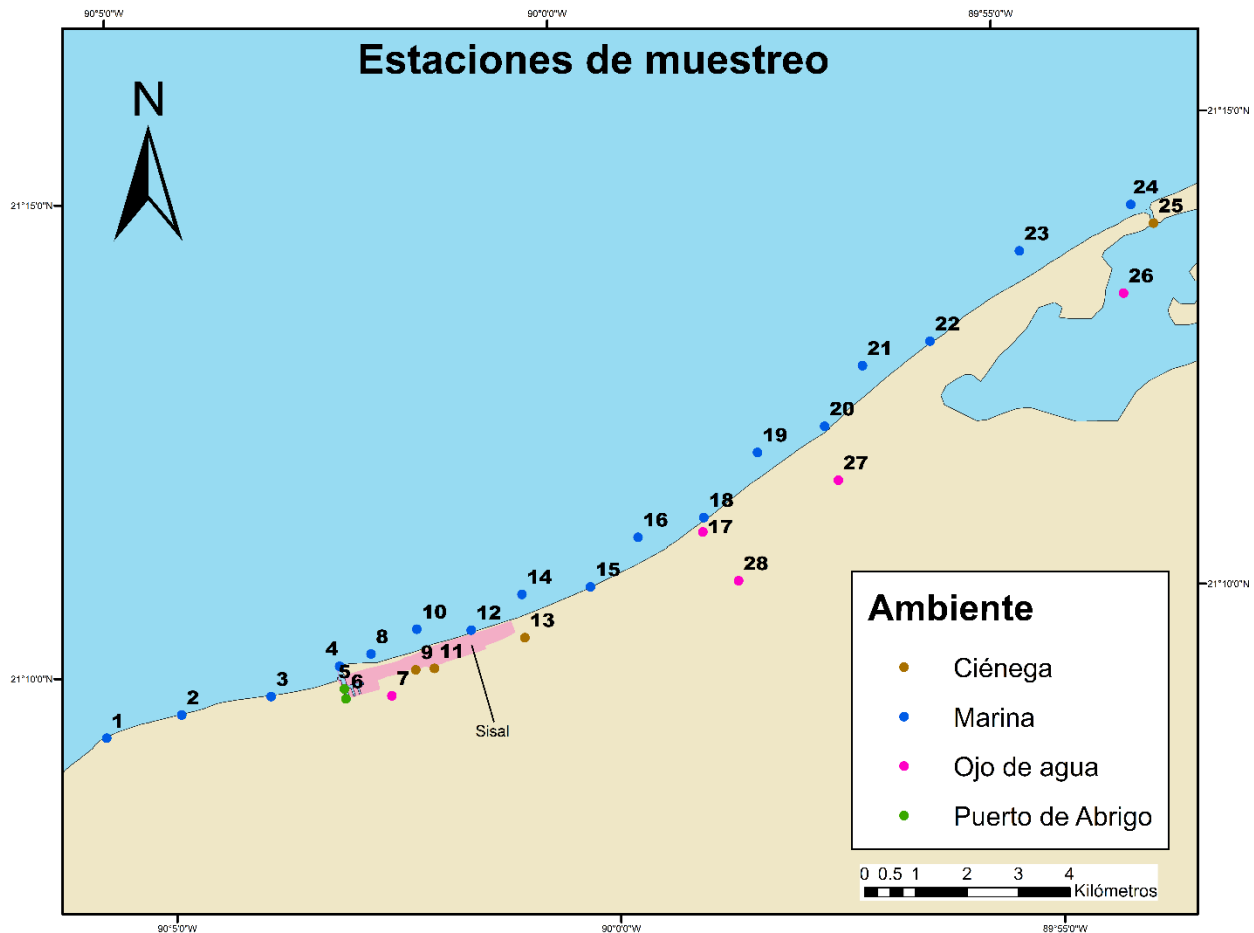 90°5'0"W 90°0'0"W 89°55'0"W
Estaciones de muestreo
N
21°15'0"N
21°15'0"N
24
25
23
26
22
21
20
19
27
18
17
16
28
21°10'0"N
15
14
13
12
10
8
4
9 11
5
6
7
21°10'0"N
3
2
1
Sisal
Ambiente
Ciénega
Marina
Ojo de agua
Puerto de Abrigo
0 0.5 1 2 3 4
Kilómetros
90°5'0"W 90°0'0"W 89°55'0"W